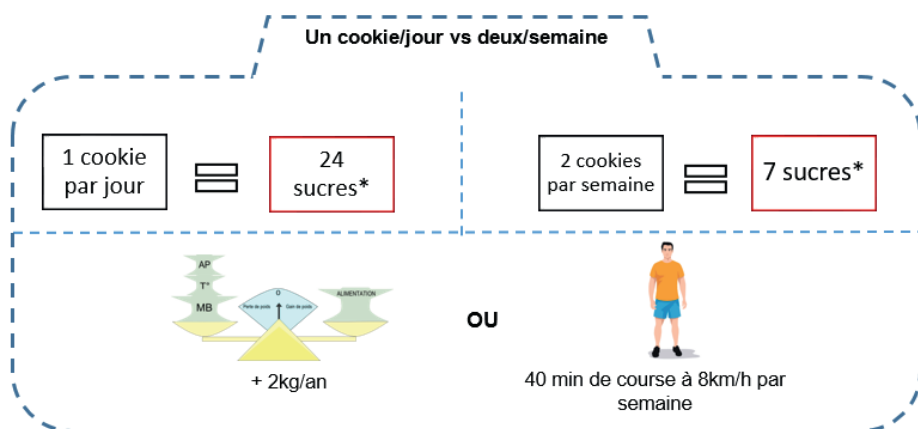 Un cookie/jour vs deux/semaine
1 cookie
par jour
24
sucres*
2 cookies
par semaine
7 sucres*
AP
T°
MB
0
Perte de poids
Gain de poids
ALIMENTATION
OU
+ 2kg/an
40 min de course à 8km/h par
semaine